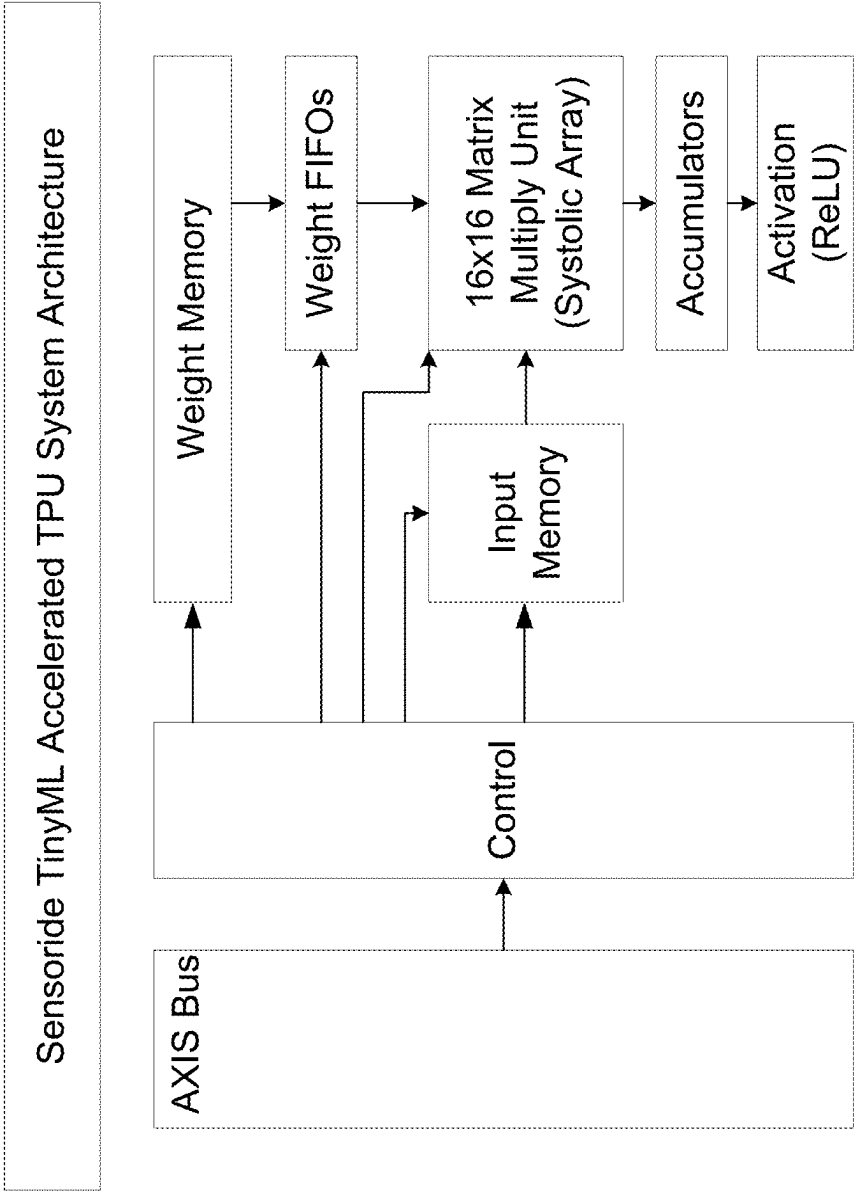 Sensoride TinyML Accelerated TPU System Architecture
AXIS Bus
Control
Weight Memory
Weight FIFOs
Input
Memory
16x16 Matrix
Multiply Unit
(Systolic Array)
Accumulators
Activation
(ReLU)